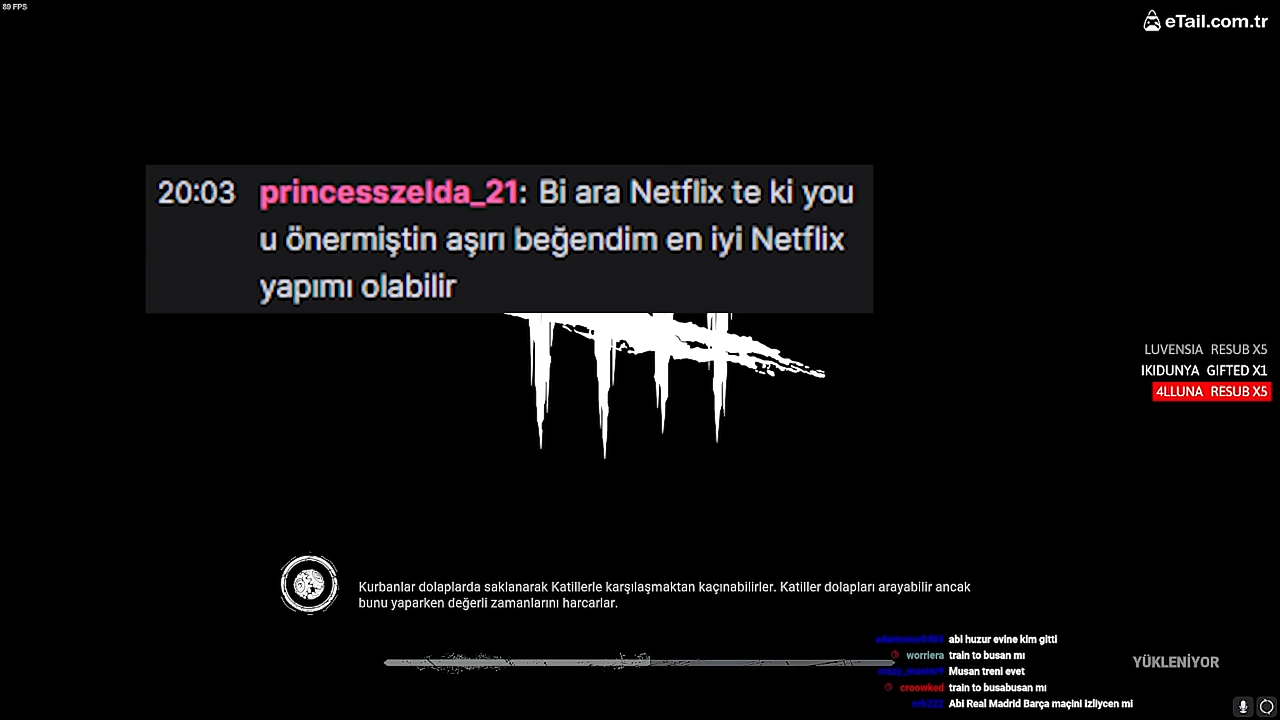 89 FPS
eTail.com.tr
20:03 princesszelda_21: Bi ara Netflix te ki you
u önermiştin aşırı beğendim en iyi Netflix
yapımı olabilir
LUVENSIA RESUB X5
IKIDUNYA GIFTED X1
4LLUNA RESUB X5
Kurbanlar dolaplarda saklanarak Katillerle karşılaşmaktan kaçınabilirler. Katiller dolapları arayabilir ancak
bunu yaparken değerli zamanlarını harcarlar.
abi huzur evine kim gitti
worriera train to busan mı
Musan treni evet
croowked train to busabusan mı
Abi Real Madrid Barça maçini izliycen mi
YÜKLENİYOR